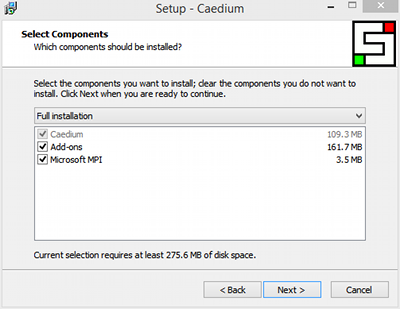 Setup - Caedium
Select Components
Which components should be installed?
Select the components you want to install; clear the components you do not want to
install. Click Next when you are ready to continue.
Full installation
Caedium 109.3 MB
Add-ons 161.7 MB
Microsoft MPI 3.5 MB
Current selection requires at least 275.6 MB of disk space.
< Back Next > Cancel